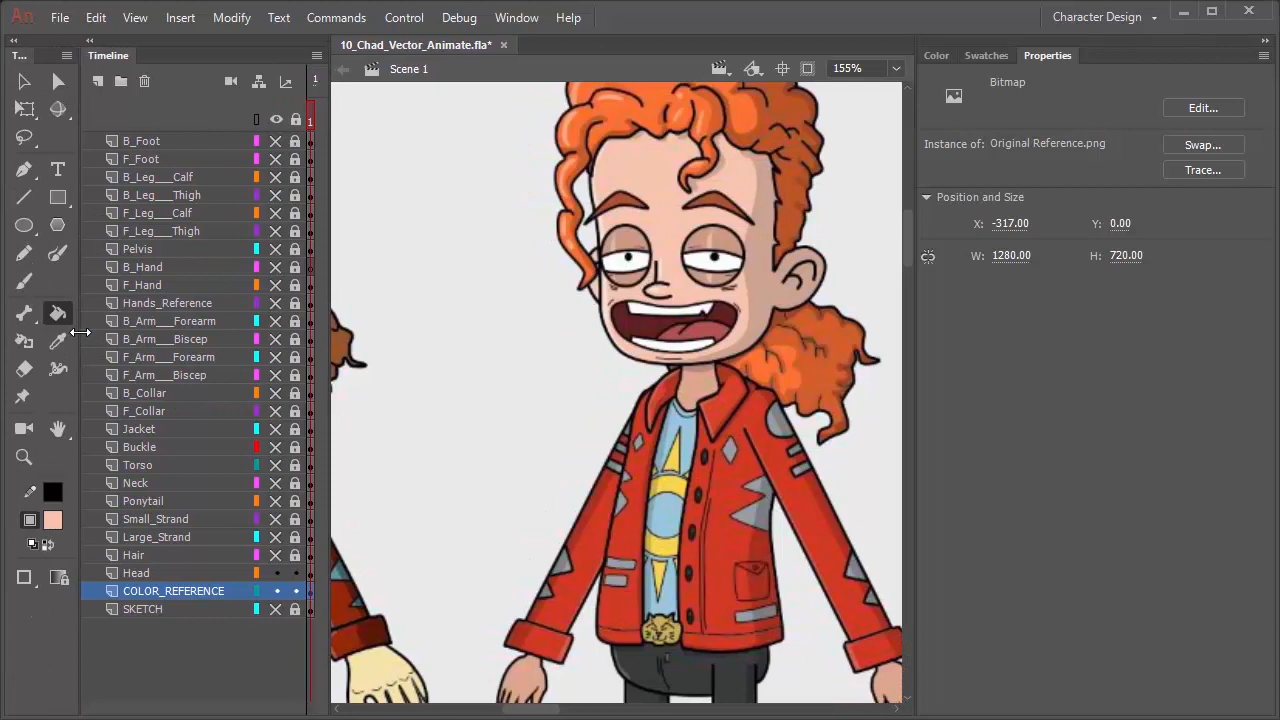 An File Edit View Insert Modify Text Commands Control Debug Window Help Character Design
T... Timeline 10_Chad_Vector_Animate.fla* Color Swatches Properties
1 Scene 1 155% Bitmap
Edit...
1
Instance of: Original Reference.png Swap...
Trace...
Position and Size
X: -317.00 Y: 0.00
W: 1280.00 H: 720.00
B_Foot
F_Foot
B_Leg___Calf
B_Leg___Thigh
F_Leg___Calf
F_Leg___Thigh
Pelvis
B_Hand
F_Hand
Hands_Reference
B_Arm___Forearm
B_Arm___Biscep
F_Arm___Forearm
F_Arm___Biscep
B_Collar
F_Collar
Jacket
Buckle
Torso
Neck
Ponytail
Small_Strand
Large_Strand
Hair
Head
COLOR_REFERENCE
SKETCH